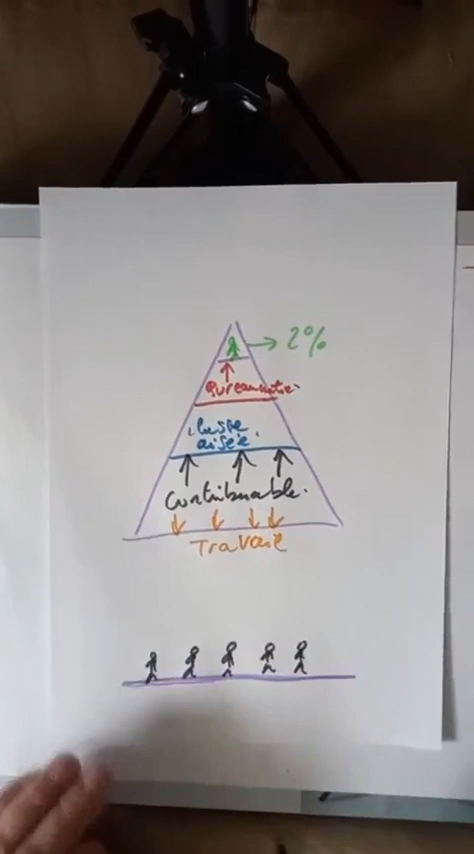 2%
Bureaucratie
Classe
aisée.
Contribuable.
Travail